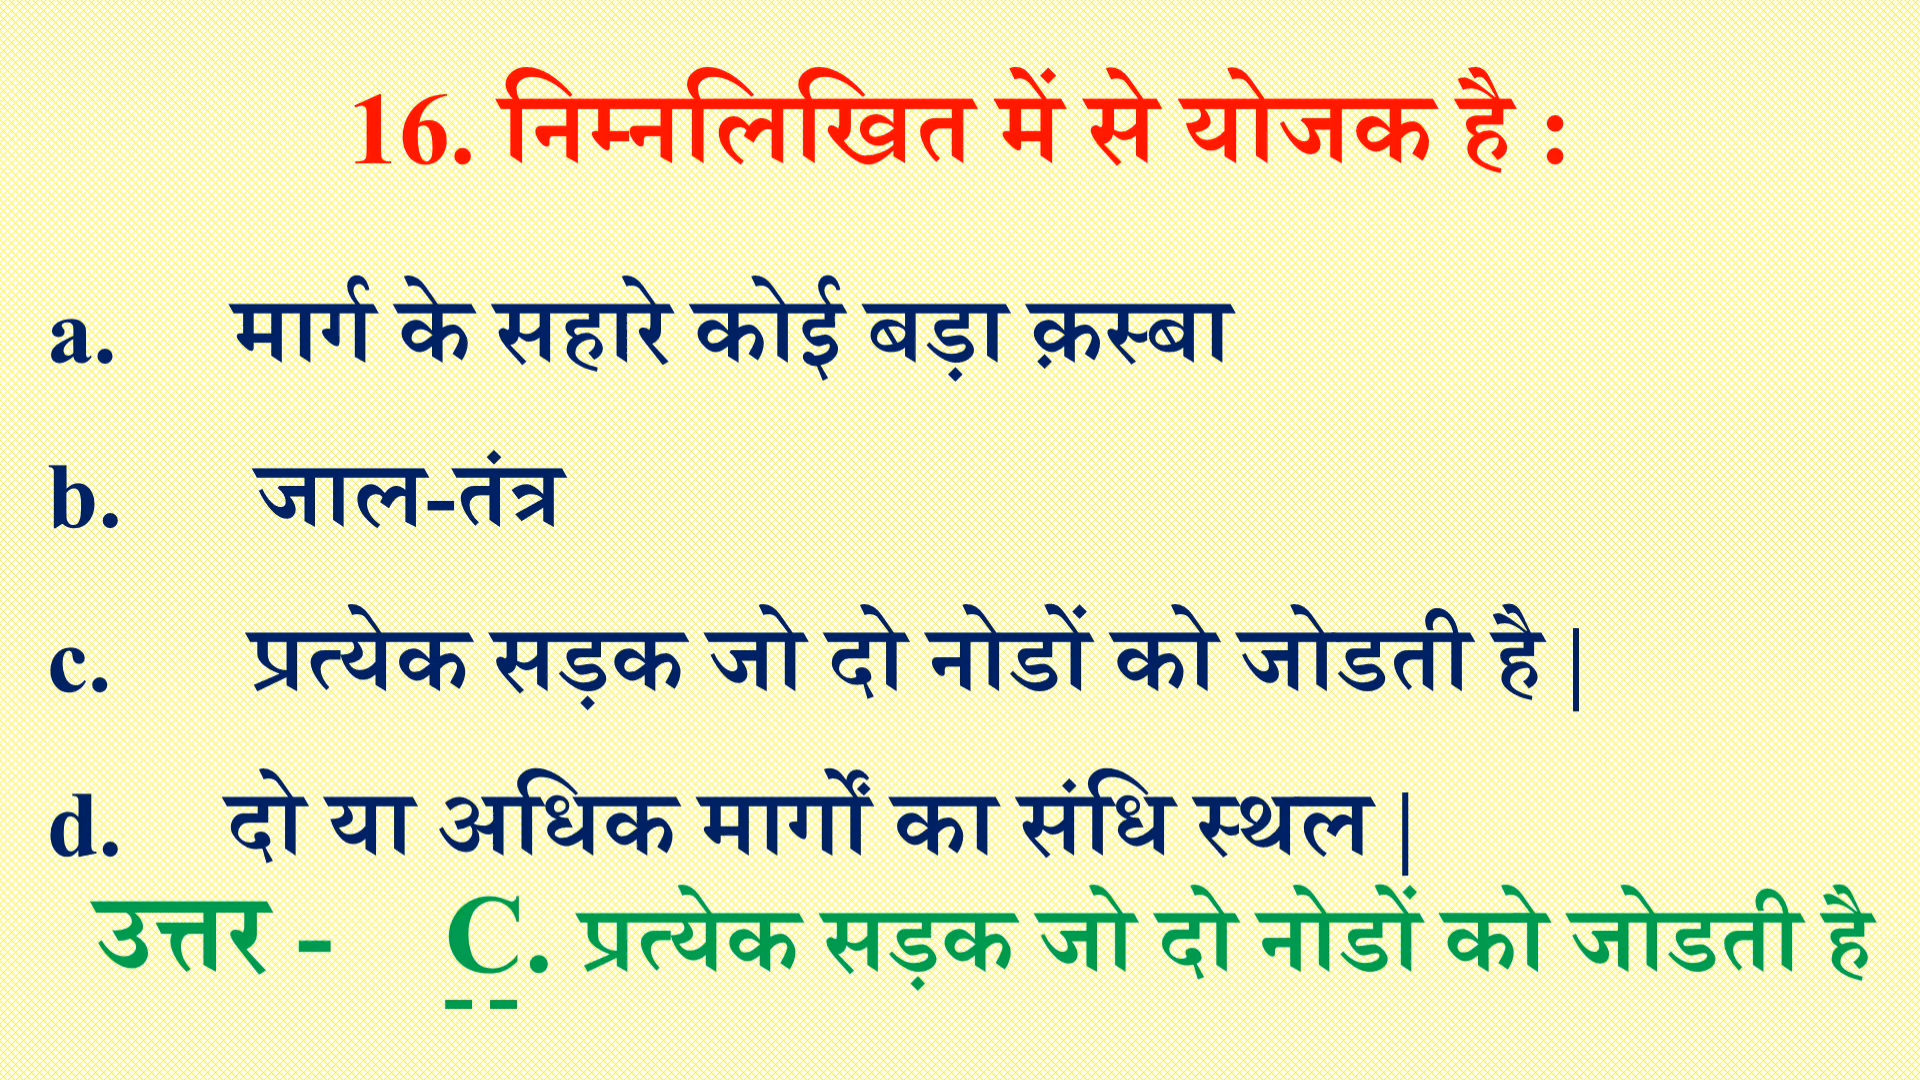 16. निम्नलिखित में से योजक है :
a. मार्ग के सहारे कोई बड़ा क़स्बा
b. जाल-तंत्र
c. प्रत्येक सड़क जो दो नोडों को जोडती है |
d. दो या अधिक मार्गों का संधि स्थल |
उत्तर - C. प्रत्येक सड़क जो दो नोडों को जोडती है